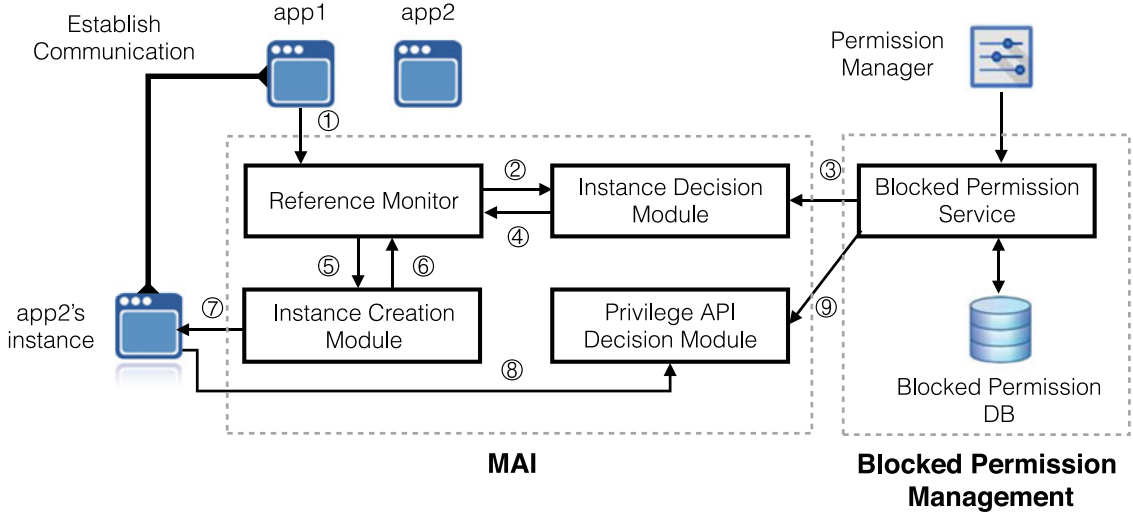 Establish
Communication
app1
app2
Permission
Manager
①
Reference Monitor
②
④
Instance Decision
Module
③
Blocked Permission
Service
⑤
⑥
app2's
instance
⑦
Instance Creation
Module
Privilege API
Decision Module
⑨
⑧
Blocked Permission
DB
MAI
Blocked Permission
Management